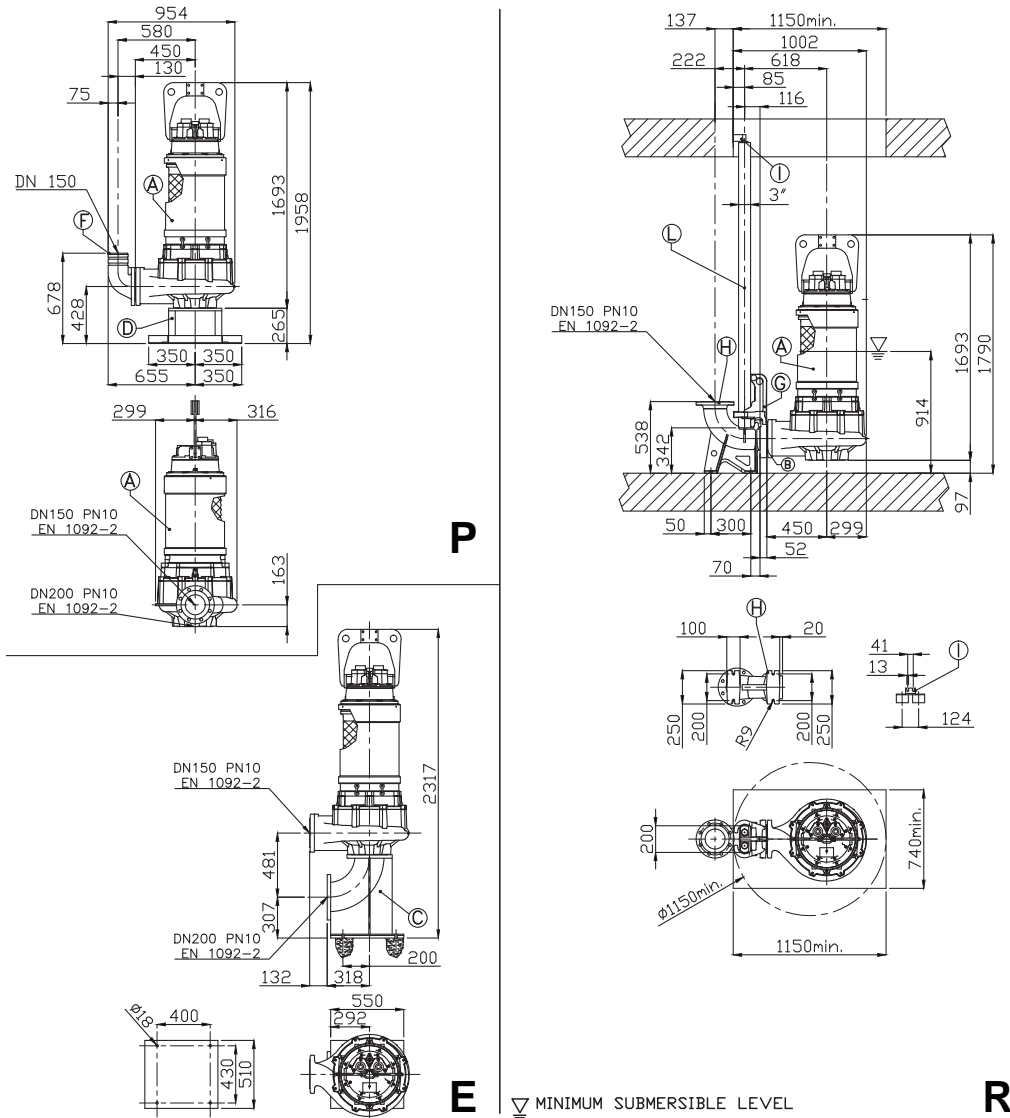 954
580
450
130
75
DN 150
F
A
1693
1958
678
428
D
265
350
350
655
350
299
316
A
DN150 PN10
EN 1092-2
DN200 PN10
EN 1092-2
163
P
DN150 PN10
EN 1092-2
2317
481
307
C
DN200 PN10
EN 1092-2
200
132
318
550
292
ø18
400
430
510
E
137
1150min.
1002
222
618
85
116
I
3"
L
DN150 PN10
EN 1092-2
H
A
G
1693
1790
914
538
342
B
97
50
300
450
299
52
70
H
100
20
250
200
R9
200
250
41
13
I
124
200
740min.
ø1150min.
1150min.
MINIMUM SUBMERSIBLE LEVEL
R